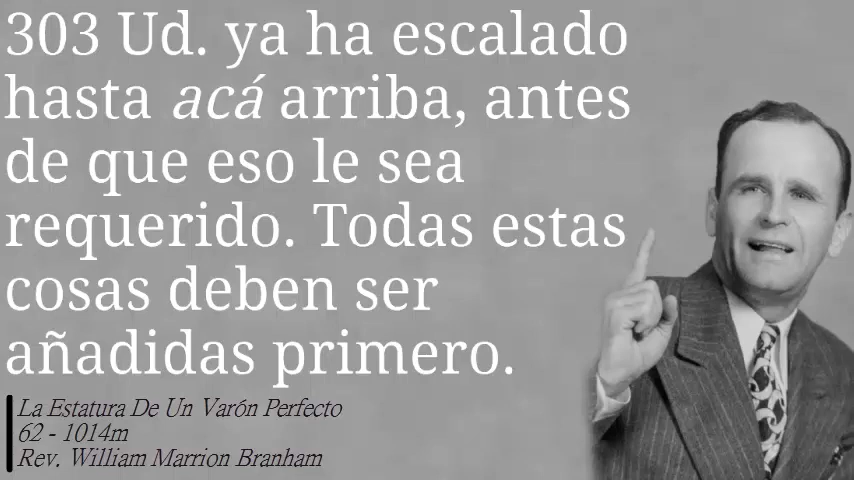 303 Ud. ya ha escalado
hasta acá arriba, antes
de que eso le sea
requerido. Todas estas
cosas deben ser
añadidas primero.
La Estatura De Un Varón Perfecto
62 - 1014m
Rev. William Marrion Branham